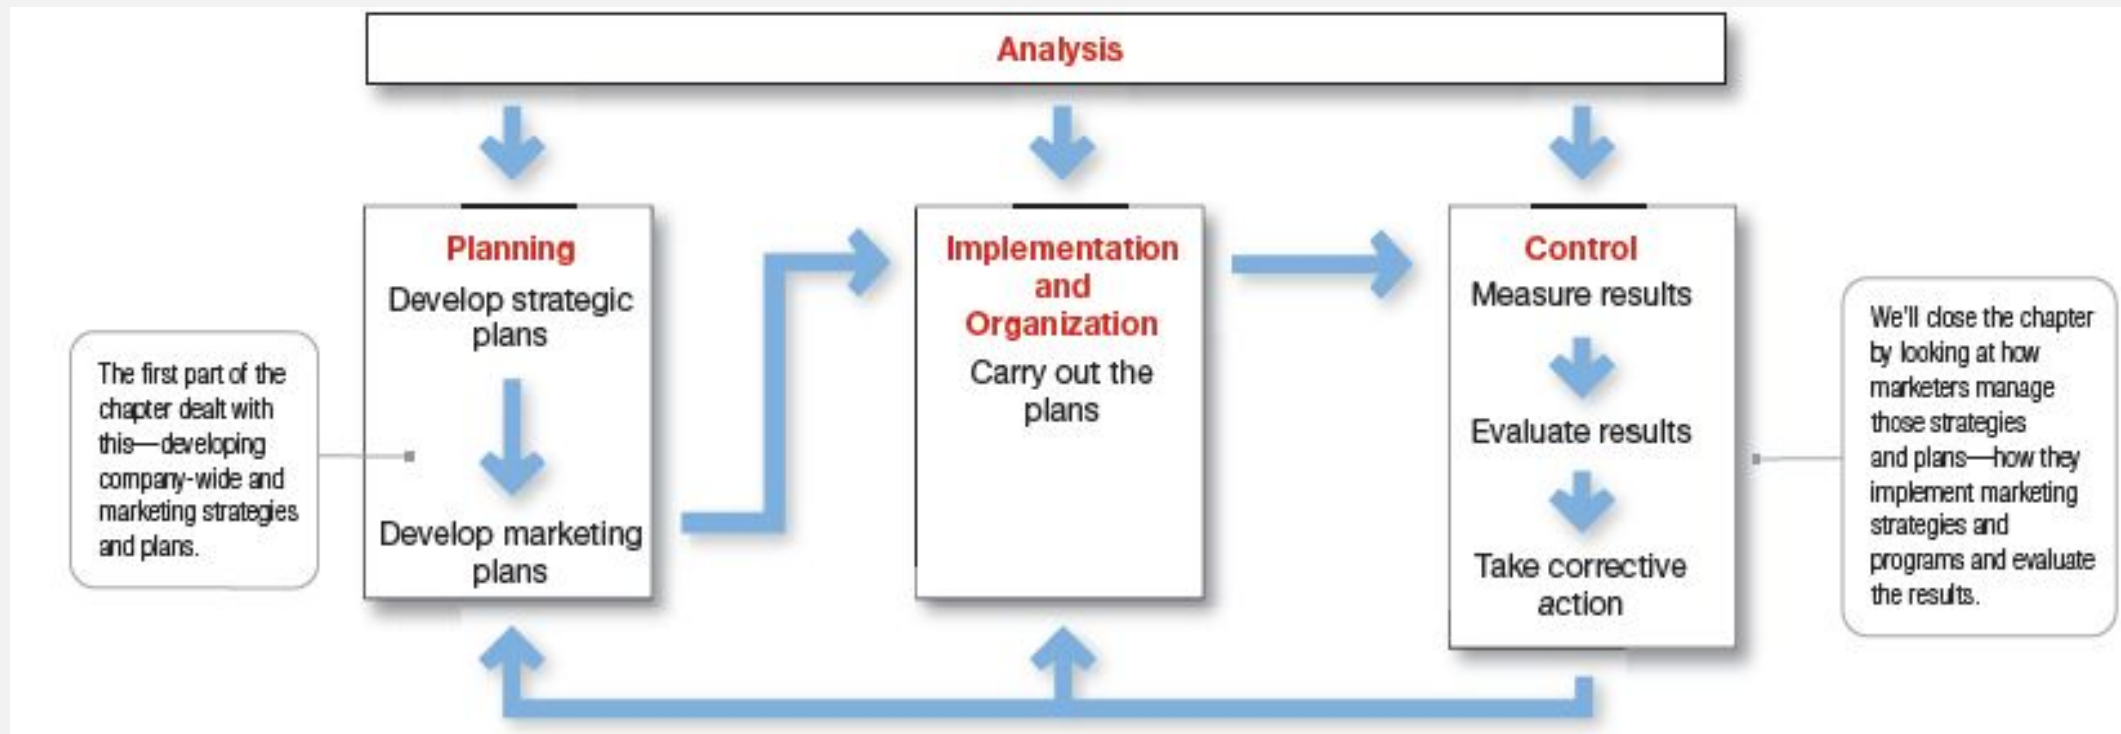 Analysis
Planning
Develop strategic
plans
Develop marketing
plans
Implementation
and
Organization
Carry out the
plans
Control
Measure results
Evaluate results
Take corrective
action
The first part of the
chapter dealt with
this—developing
company-wide and
marketing strategies
and plans.
We'll close the chapter
by looking at how
marketers manage
those strategies
and plans—how they
implement marketing
strategies and
programs and evaluate
the results.